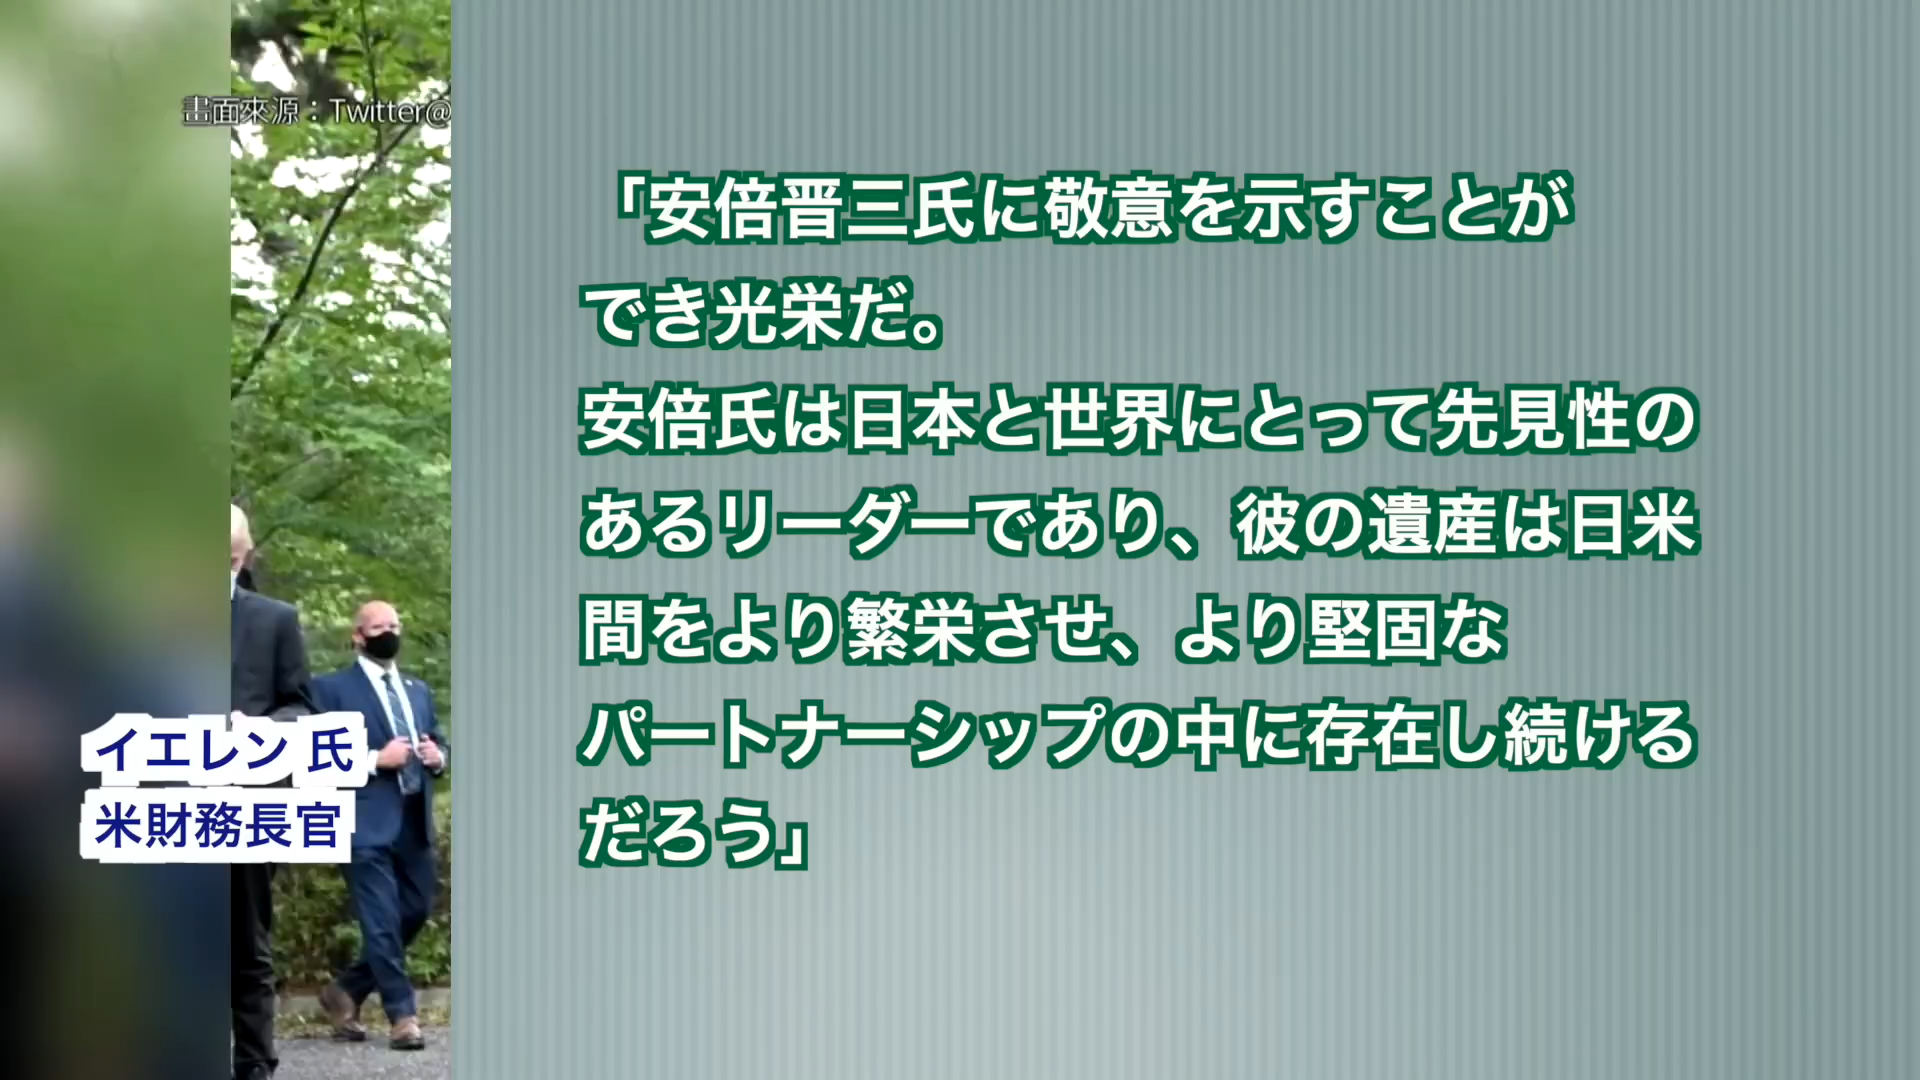 畫面來源：Twitter@
「安倍晋三氏に敬意を示すことが
でき光栄だ。
安倍氏は日本と世界にとって先見性の
あるリーダーであり、彼の遺産は日米
間をより繁栄させ、より堅固な
パートナーシップの中に存在し続ける
だろう」
イエレン 氏
米財務長官